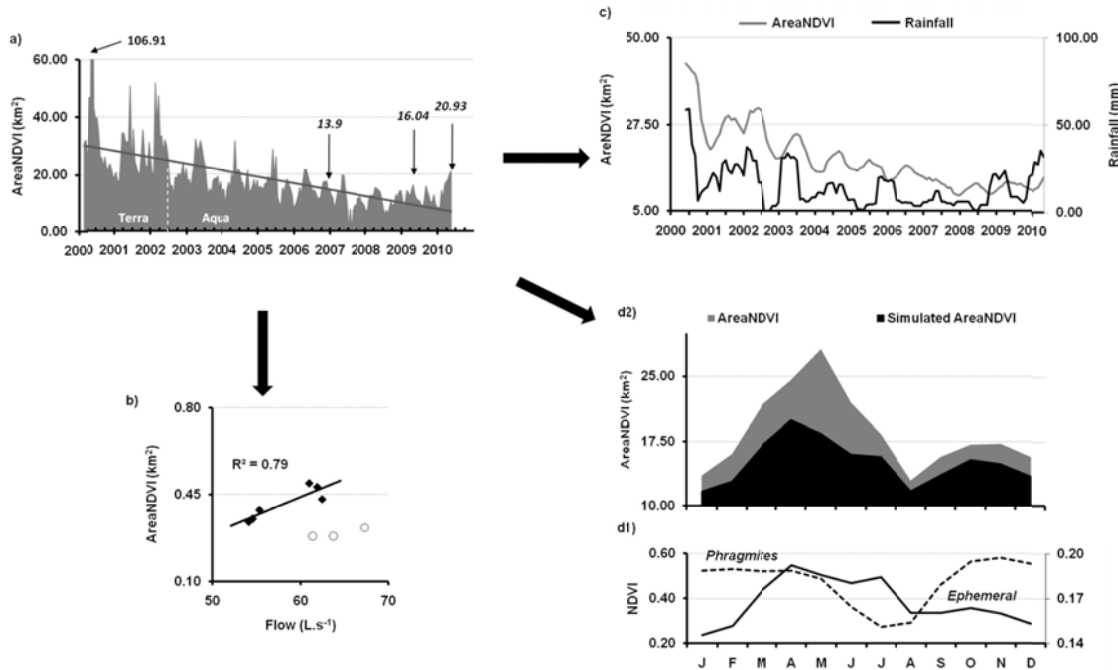 a)
106.91
60.00
40.00
20.00
0.00
AreaNDVI (km²)
13.9
16.04
20.93
Terra
Aqua
2000 2001 2002 2003 2004 2005 2006 2007 2008 2009 2010
c)
AreaNDVI
Rainfall
50.00
27.50
5.00
AreNDVI (km²)
100.00
50.00
0.00
Rainfall (mm)
2000 2001 2002 2003 2004 2005 2006 2007 2008 2009 2010
b)
0.80
0.45
0.10
AreaNDVI (km²)
R² = 0.79
50 60 70
Flow (L.s⁻¹)
d2)
AreaNDVI
Simulated AreaNDVI
25.00
17.50
10.00
AreaNDVI (km²)
d1)
0.60
0.40
0.20
NDVI
Phragmites
Ephemeral
0.20
0.17
0.14
J F M A M J J A S O N D